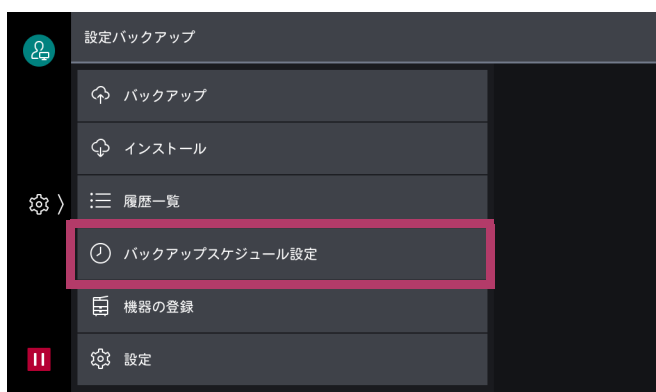 設定バックアップ
バックアップ
インストール
履歴一覧
バックアップスケジュール設定
機器の登録
設定